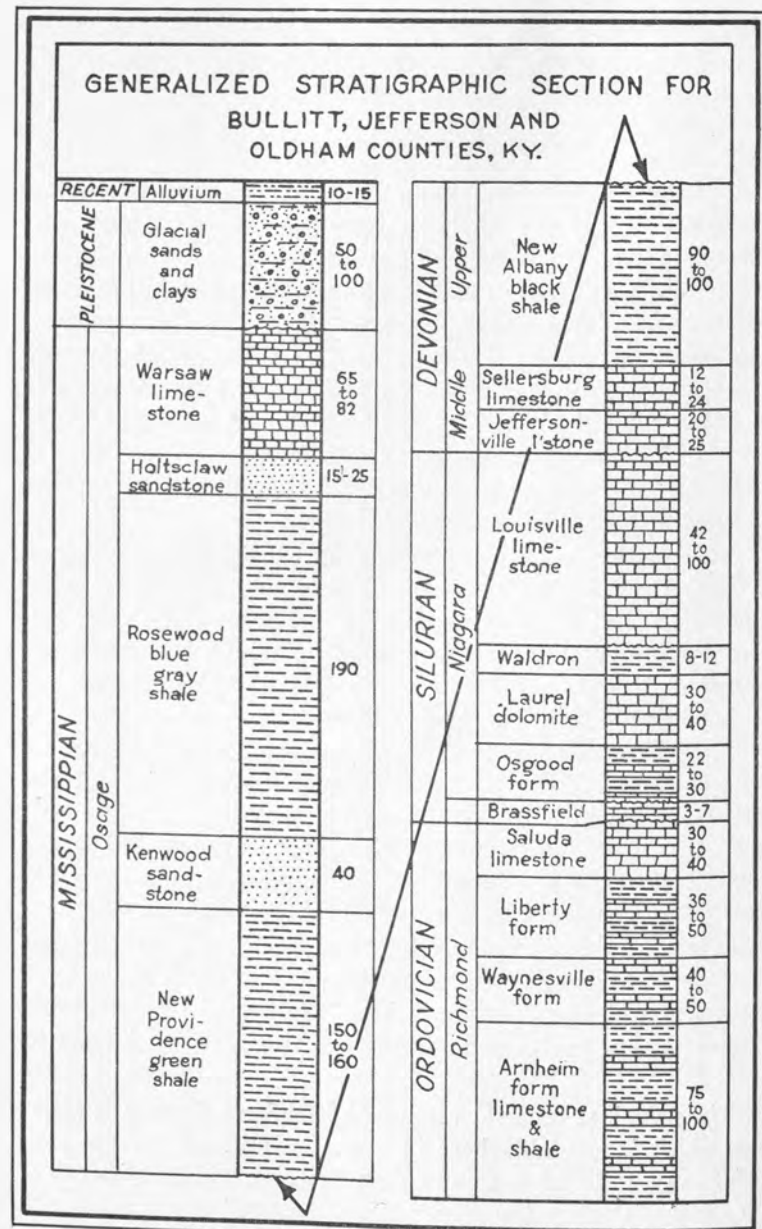 GENERALIZED STRATIGRAPHIC SECTION FOR
BULLITT, JEFFERSON AND
OLDHAM COUNTIES, KY.
RECENT Alluvium 10-15
PLEISTOCENE
Glacial
sands
and
clays
50
to
100
MISSISSIPPIAN
Osage
Warsaw
lime-
stone
65
to
82
Holtsclaw
sandstone
15'-25
Rosewood
blue
gray
shale
190
Kenwood
sand-
stone
40
New
Provi-
dence
green
shale
150
to
160
DEVONIAN
Upper
New
Albany
black
shale
90
to
100
Middle
Sellersburg
limestone
12
to
24
Jefferson-
ville l'stone
20
to
25
SILURIAN
Niagara
Louisville
lime-
stone
42
to
100
Waldron 8-12
Laurel
dolomite
30
to
40
Osgood
form
22
to
30
Brassfield 3-7
ORDOVICIAN
Richmond
Saluda
limestone
30
to
40
Liberty
form
36
to
50
Waynesville
form
40
to
50
Arnheim
form
limestone
&
shale
75
to
100